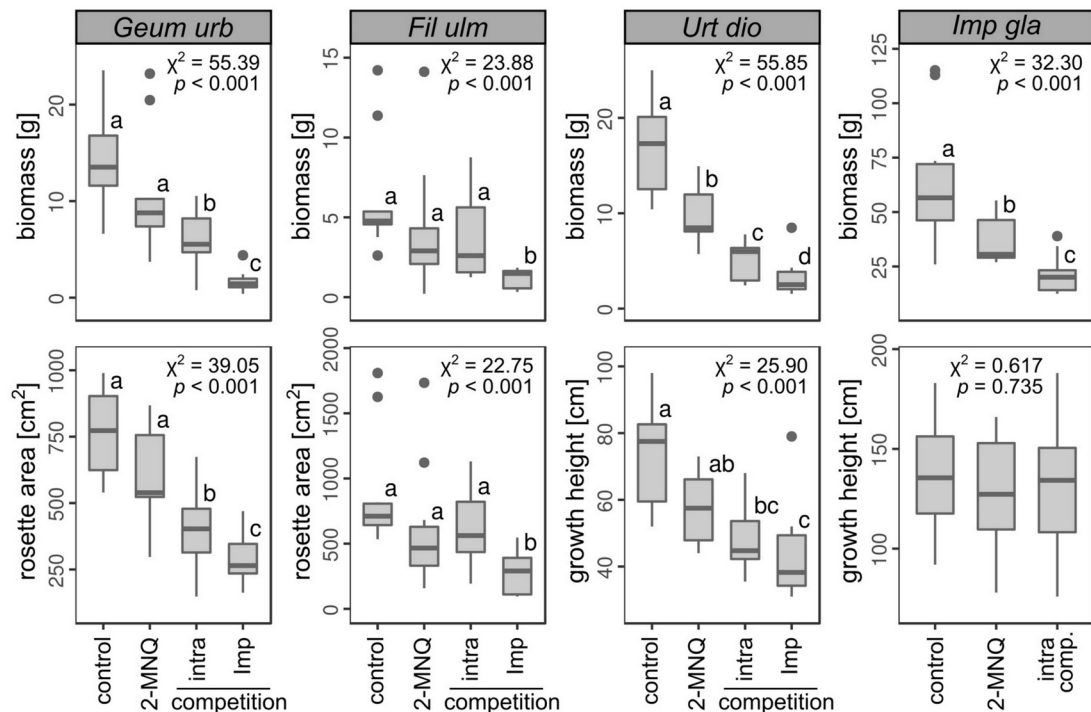 Geum urb
Fil ulm
Urt dio
Imp gla
biomass [g]
20
10
0
χ² = 55.39
p < 0.001
a
a
b
c
biomass [g]
15
10
5
0
χ² = 23.88
p < 0.001
a
a
a
b
biomass [g]
20
10
0
χ² = 55.85
p < 0.001
a
b
c
d
biomass [g]
125
100
75
50
25
χ² = 32.30
p < 0.001
a
b
c
rosette area [cm²]
1000
750
500
250
χ² = 39.05
p < 0.001
a
a
b
c
control
2-MNQ
intra
Imp
competition
rosette area [cm²]
2000
1500
1000
500
0
χ² = 22.75
p < 0.001
a
a
a
b
control
2-MNQ
intra
Imp
competition
growth height [cm]
100
80
60
40
χ² = 25.90
p < 0.001
a
ab
bc
c
control
2-MNQ
intra
Imp
competition
growth height [cm]
200
150
100
χ² = 0.617
p = 0.735
control
2-MNQ
intra
comp.